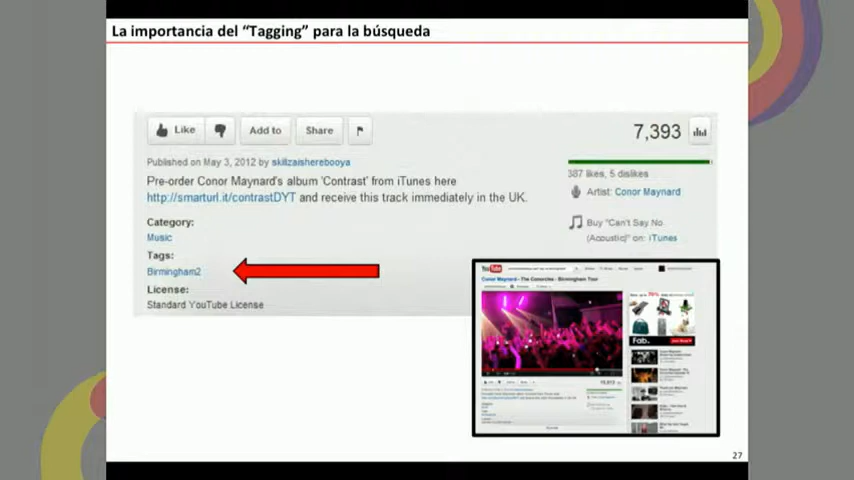 La importancia del “Tagging” para la búsqueda
Like
Add to
Share
7,393
Published on May 3, 2012 by skillzaisherebooya
387 likes, 5 dislikes
Pre-order Conor Maynard's album 'Contrast' from iTunes here
http://smarturl.it/contrastDYT and receive this track immediately in the UK.
Artist: Conor Maynard
Category:
Music
Buy "Can't Say No
(Acoustic)" on: iTunes
Tags:
Birmingham2
License:
Standard YouTube License
YouTube
Conor Maynard - The Conorcles - Birmingham Tour
Fab.
27